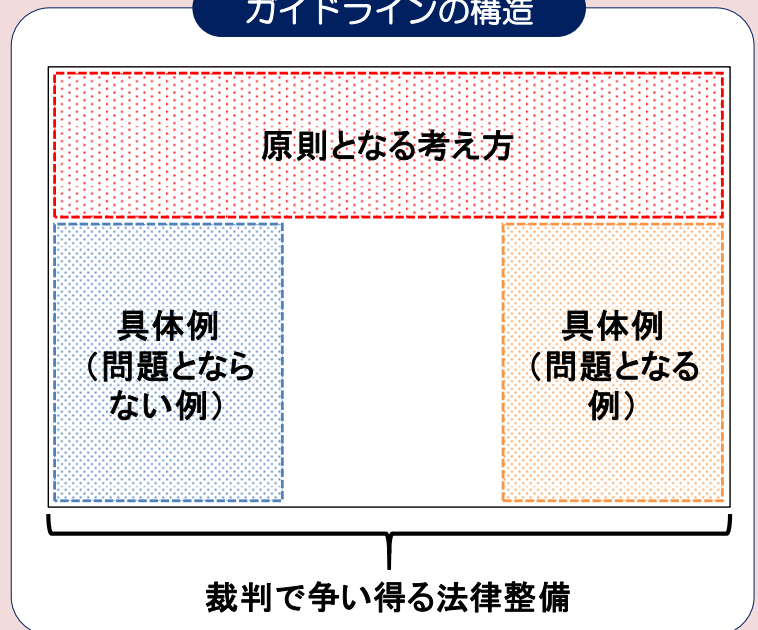 ガイドラインの構造
原則となる考え方
具体例
（問題となら
ない例）
具体例
（問題となる
例）
裁判で争い得る法律整備